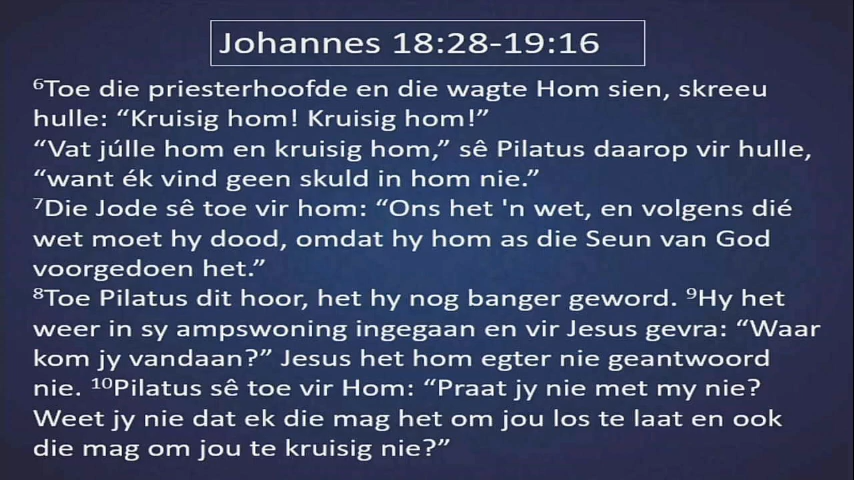 Johannes 18:28-19:16
⁶Toe die priesterhoofde en die wagte Hom sien, skreeu
hulle: “Kruisig hom! Kruisig hom!”
“Vat júlle hom en kruisig hom,” sê Pilatus daarop vir hulle,
“want ék vind geen skuld in hom nie.”
⁷Die Jode sê toe vir hom: “Ons het 'n wet, en volgens dié
wet moet hy dood, omdat hy hom as die Seun van God
voorgedoen het.”
⁸Toe Pilatus dit hoor, het hy nog banger geword. ⁹Hy het
weer in sy ampswoning ingegaan en vir Jesus gevra: “Waar
kom jy vandaan?” Jesus het hom egter nie geantwoord
nie. ¹⁰Pilatus sê toe vir Hom: “Praat jy nie met my nie?
Weet jy nie dat ek die mag het om jou los te laat en ook
die mag om jou te kruisig nie?”